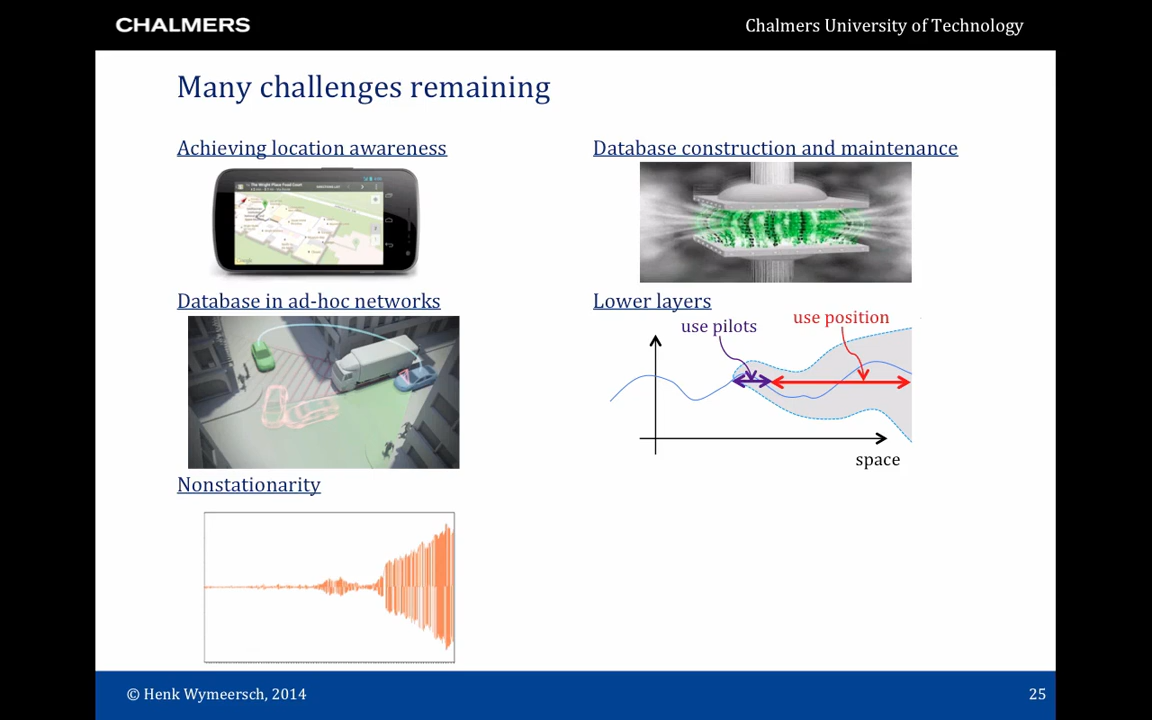 CHALMERS
Chalmers University of Technology
Many challenges remaining
Achieving location awareness
Database construction and maintenance
Database in ad-hoc networks
Lower layers
use pilots
use position
space
Nonstationarity
© Henk Wymeersch, 2014
25